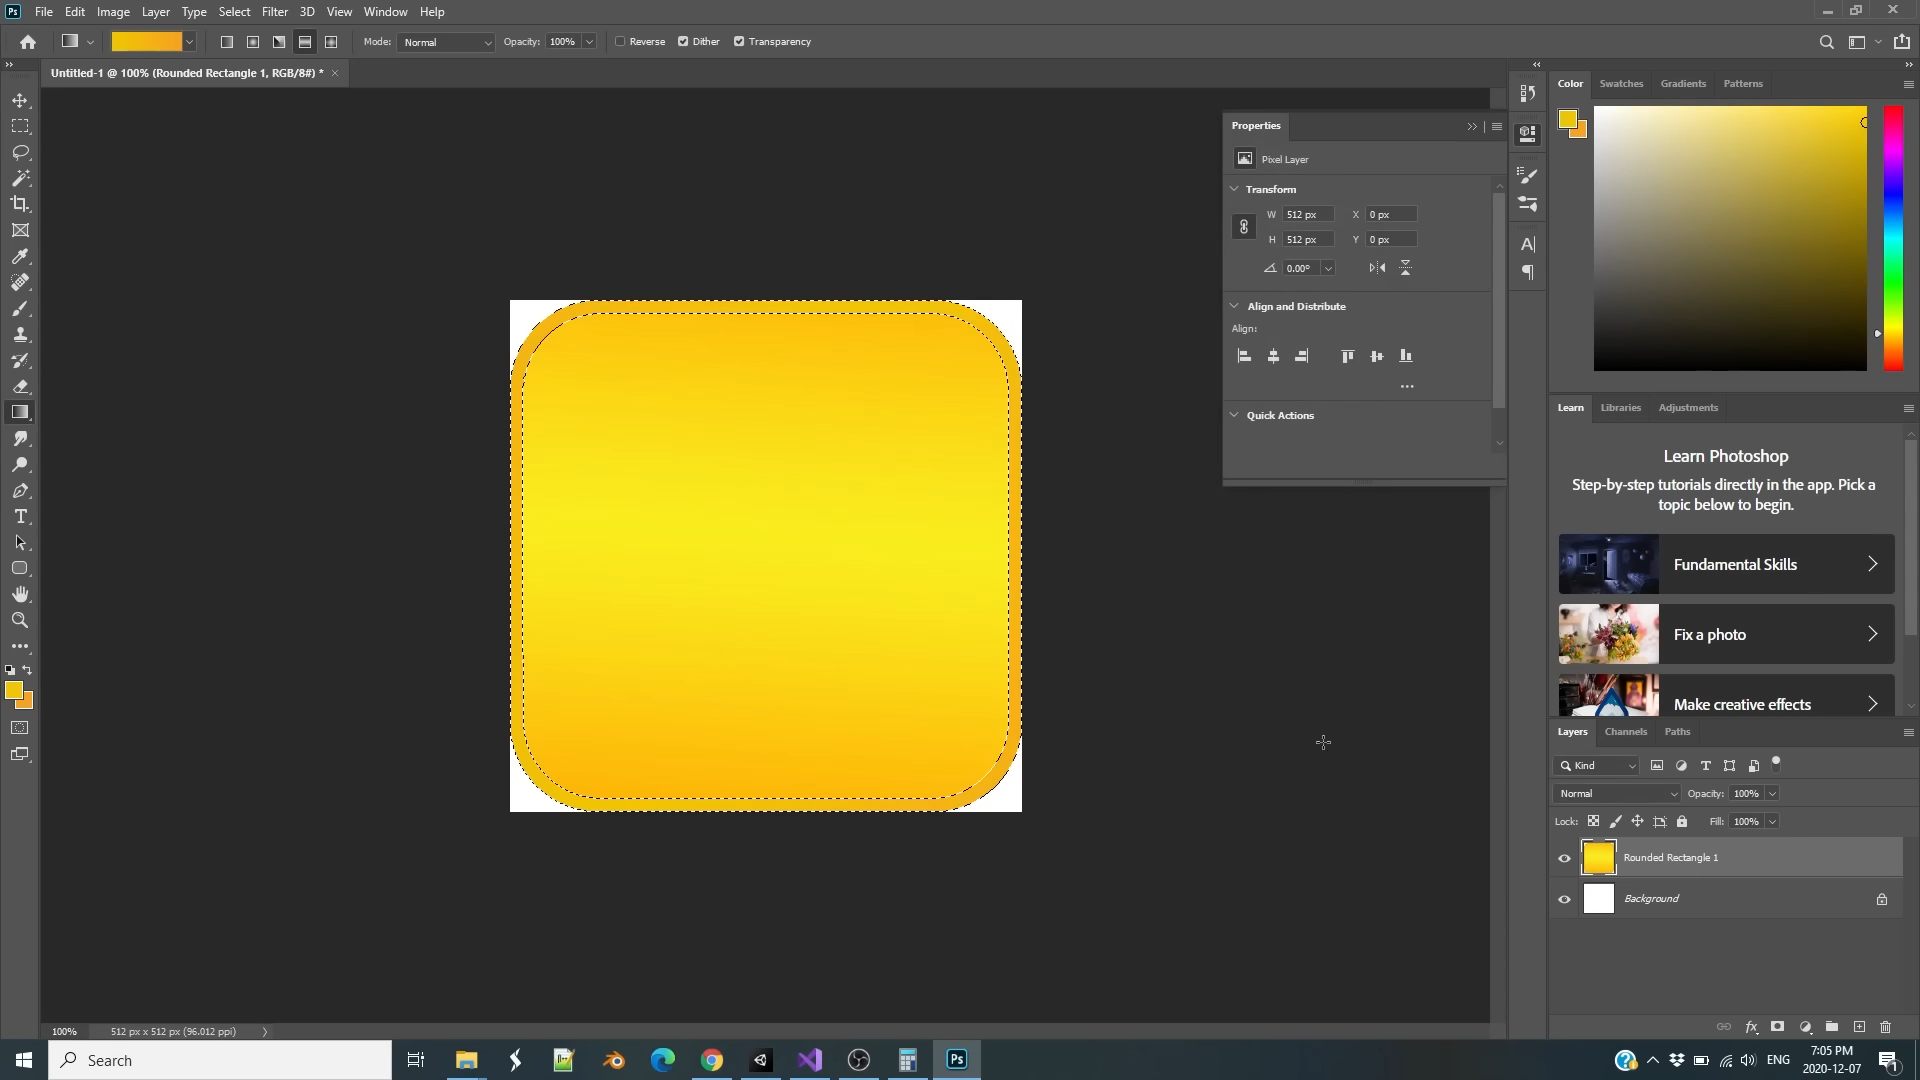 Ps File Edit Image Layer Type Select Filter 3D View Window Help
Mode: Normal Opacity: 100% Reverse Dither Transparency
Untitled-1 @ 100% (Rounded Rectangle 1, RGB/8#) *
Properties
Pixel Layer
Transform
W 512 px X 0 px
H 512 px Y 0 px
0.00°
Align and Distribute
Align:
Quick Actions
Color Swatches Gradients Patterns
Learn Libraries Adjustments
Learn Photoshop
Step-by-step tutorials directly in the app. Pick a
topic below to begin.
Fundamental Skills
Fix a photo
Make creative effects
Layers Channels Paths
Kind
Normal Opacity: 100%
Lock: Fill: 100%
Rounded Rectangle 1
Background
100% 512 px x 512 px (96.012 ppi)
Search
Ps
ENG
7:05 PM
2020-12-07
1